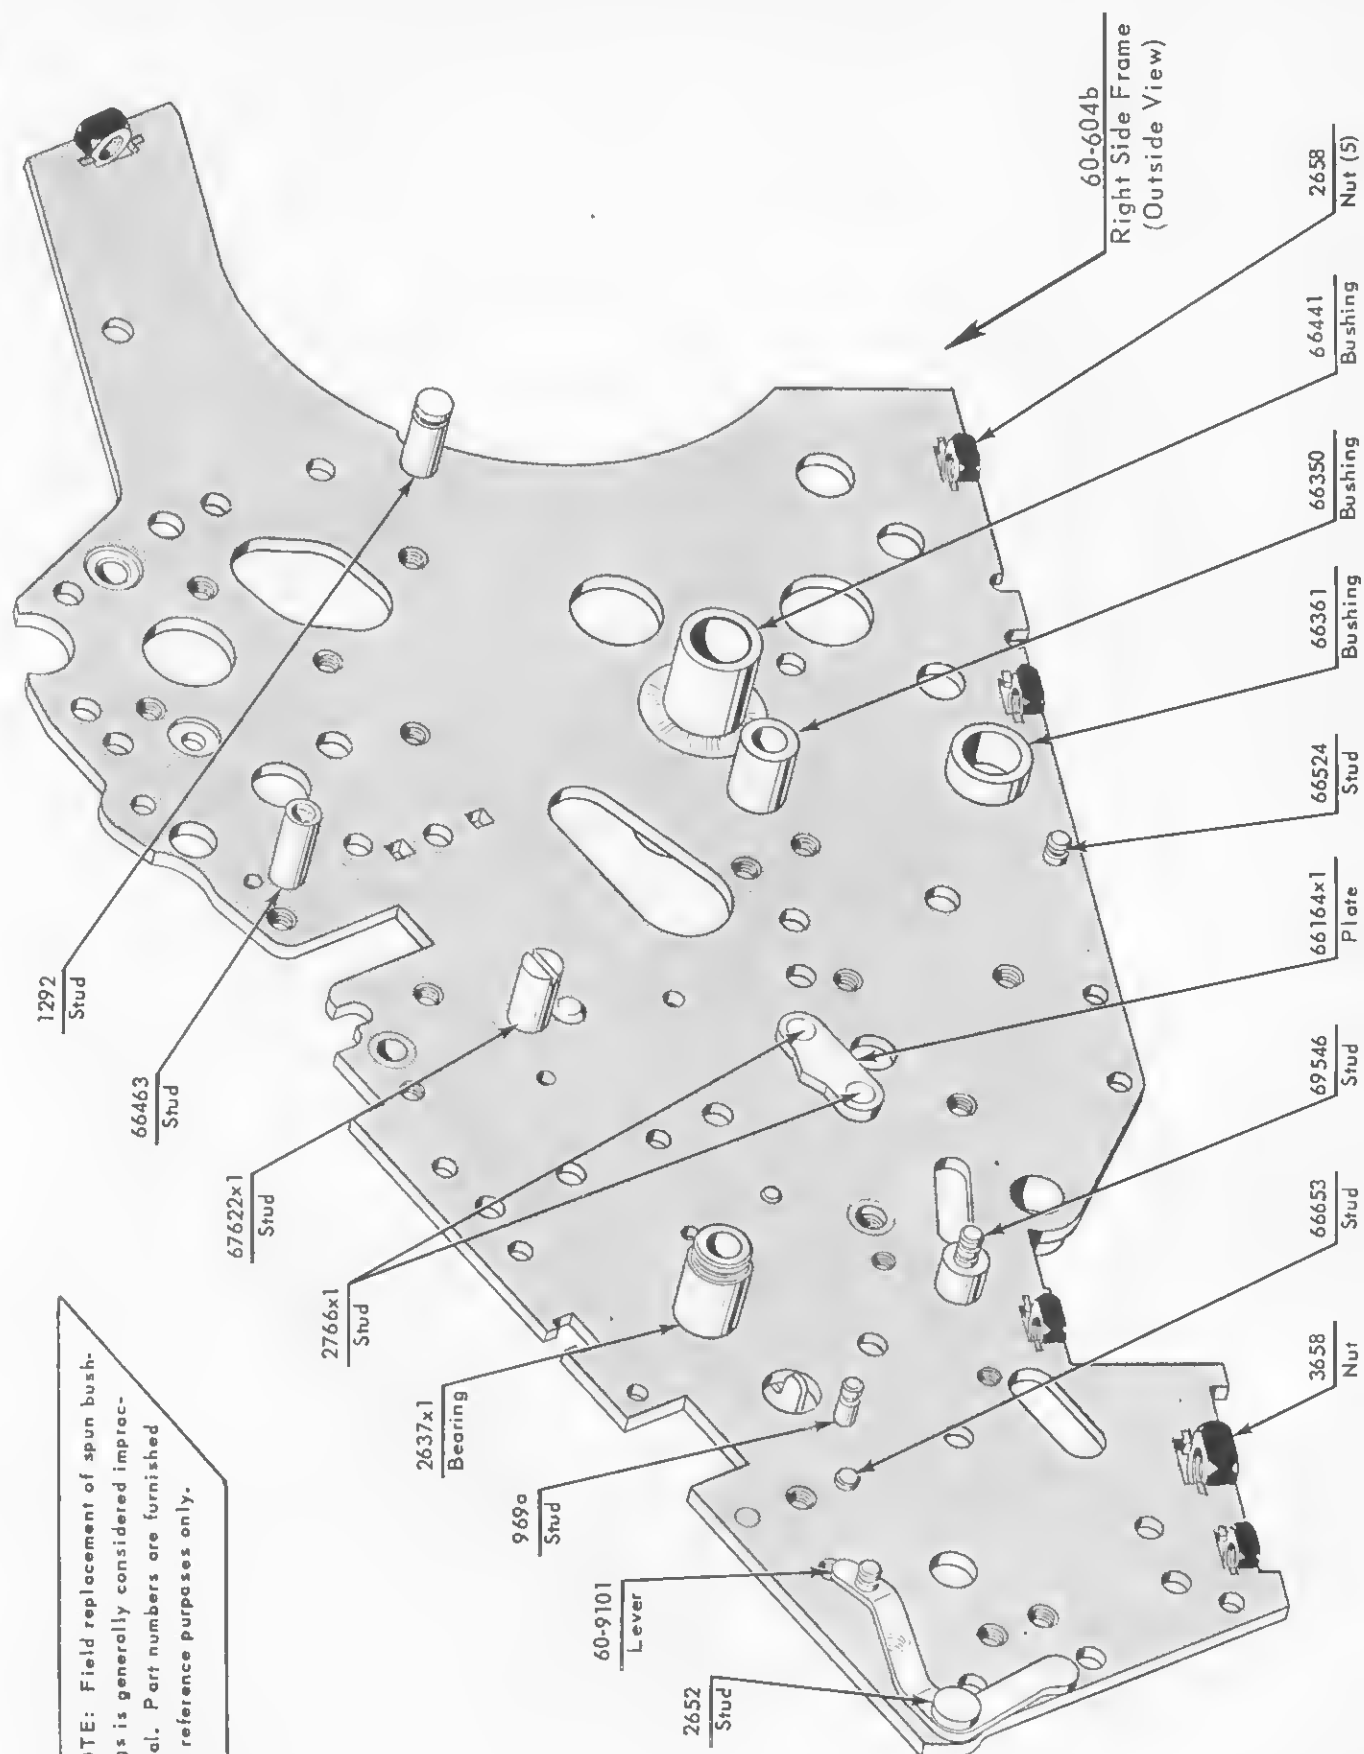 OTE: Field replacement of spun bush-
gs is generally considered imprac-
al. Part numbers are furnished
reference purposes only.
1292
Stud
66463
Stud
67622x1
Stud
2766x1
Stud
2637x1
Bearing
969a
Stud
60-9101
Lever
2652
Stud
60-604b
Right Side Frame
(Outside View)
2658
Nut (5)
66441
Bushing
66350
Bushing
66361
Bushing
66524
Stud
66164x1
Plate
69546
Stud
66653
Stud
3658
Nut